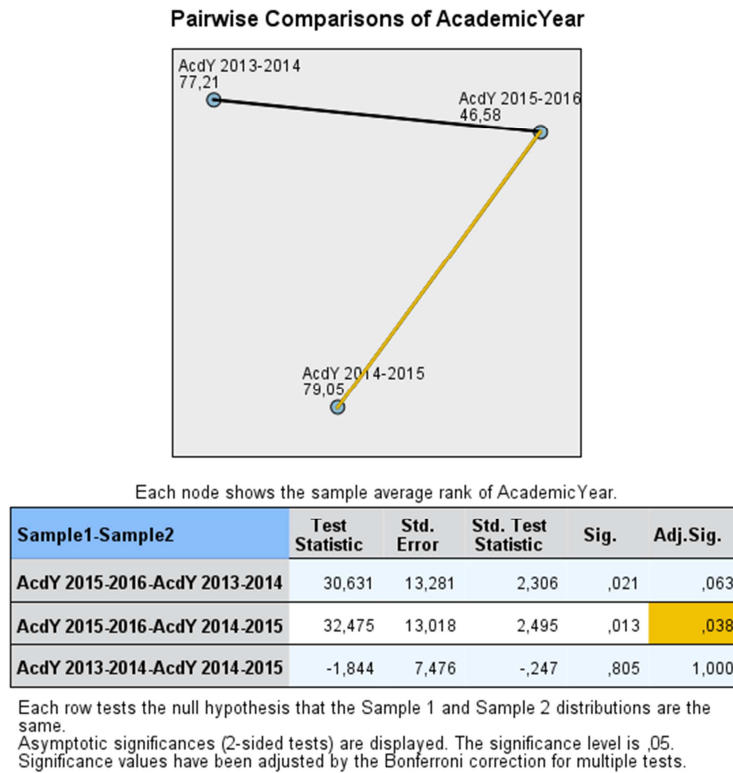 Pairwise Comparisons of AcademicYear
AcdY 2013-2014
77,21
AcdY 2015-2016
46,58
AcdY 2014-2015
79,05
Each node shows the sample average rank of AcademicYear.
Sample1-Sample2 Test Statistic Std. Error Std. Test Statistic Sig. Adj.Sig.
AcdY 2015-2016-AcdY 2013-2014 30,631 13,281 2,306 ,021 ,063
AcdY 2015-2016-AcdY 2014-2015 32,475 13,018 2,495 ,013 ,038
AcdY 2013-2014-AcdY 2014-2015 -1,844 7,476 -,247 ,805 1,000
Each row tests the null hypothesis that the Sample 1 and Sample 2 distributions are the
same.
Asymptotic significances (2-sided tests) are displayed. The significance level is ,05.
Significance values have been adjusted by the Bonferroni correction for multiple tests.